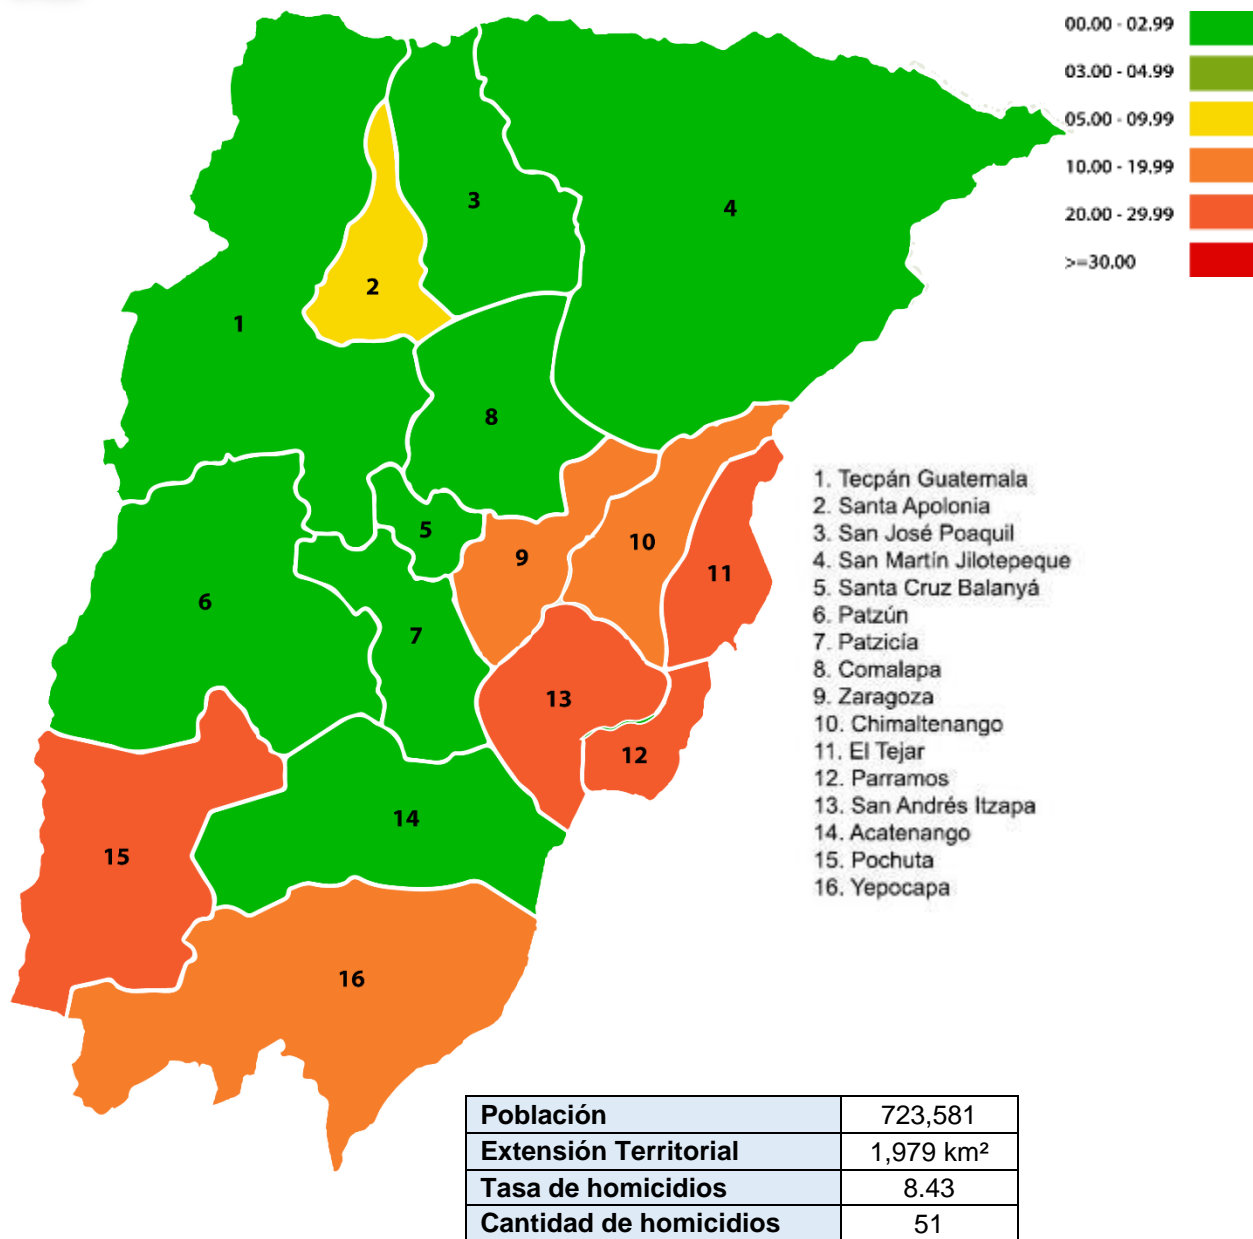 00.00 - 02.99
03.00 - 04.99
05.00 - 09.99
10.00 - 19.99
20.00 - 29.99
>=30.00
1
2
3
4
5
6
7
8
9
10
11
12
13
14
15
16
1. Tecpán Guatemala
2. Santa Apolonia
3. San José Poaquil
4. San Martín Jilotepeque
5. Santa Cruz Balanyá
6. Patzún
7. Patzicía
8. Comalapa
9. Zaragoza
10. Chimaltenango
11. El Tejar
12. Parramos
13. San Andrés Itzapa
14. Acatenango
15. Pochuta
16. Yepocapa
Población 723,581
Extensión Territorial 1,979 km²
Tasa de homicidios 8.43
Cantidad de homicidios 51